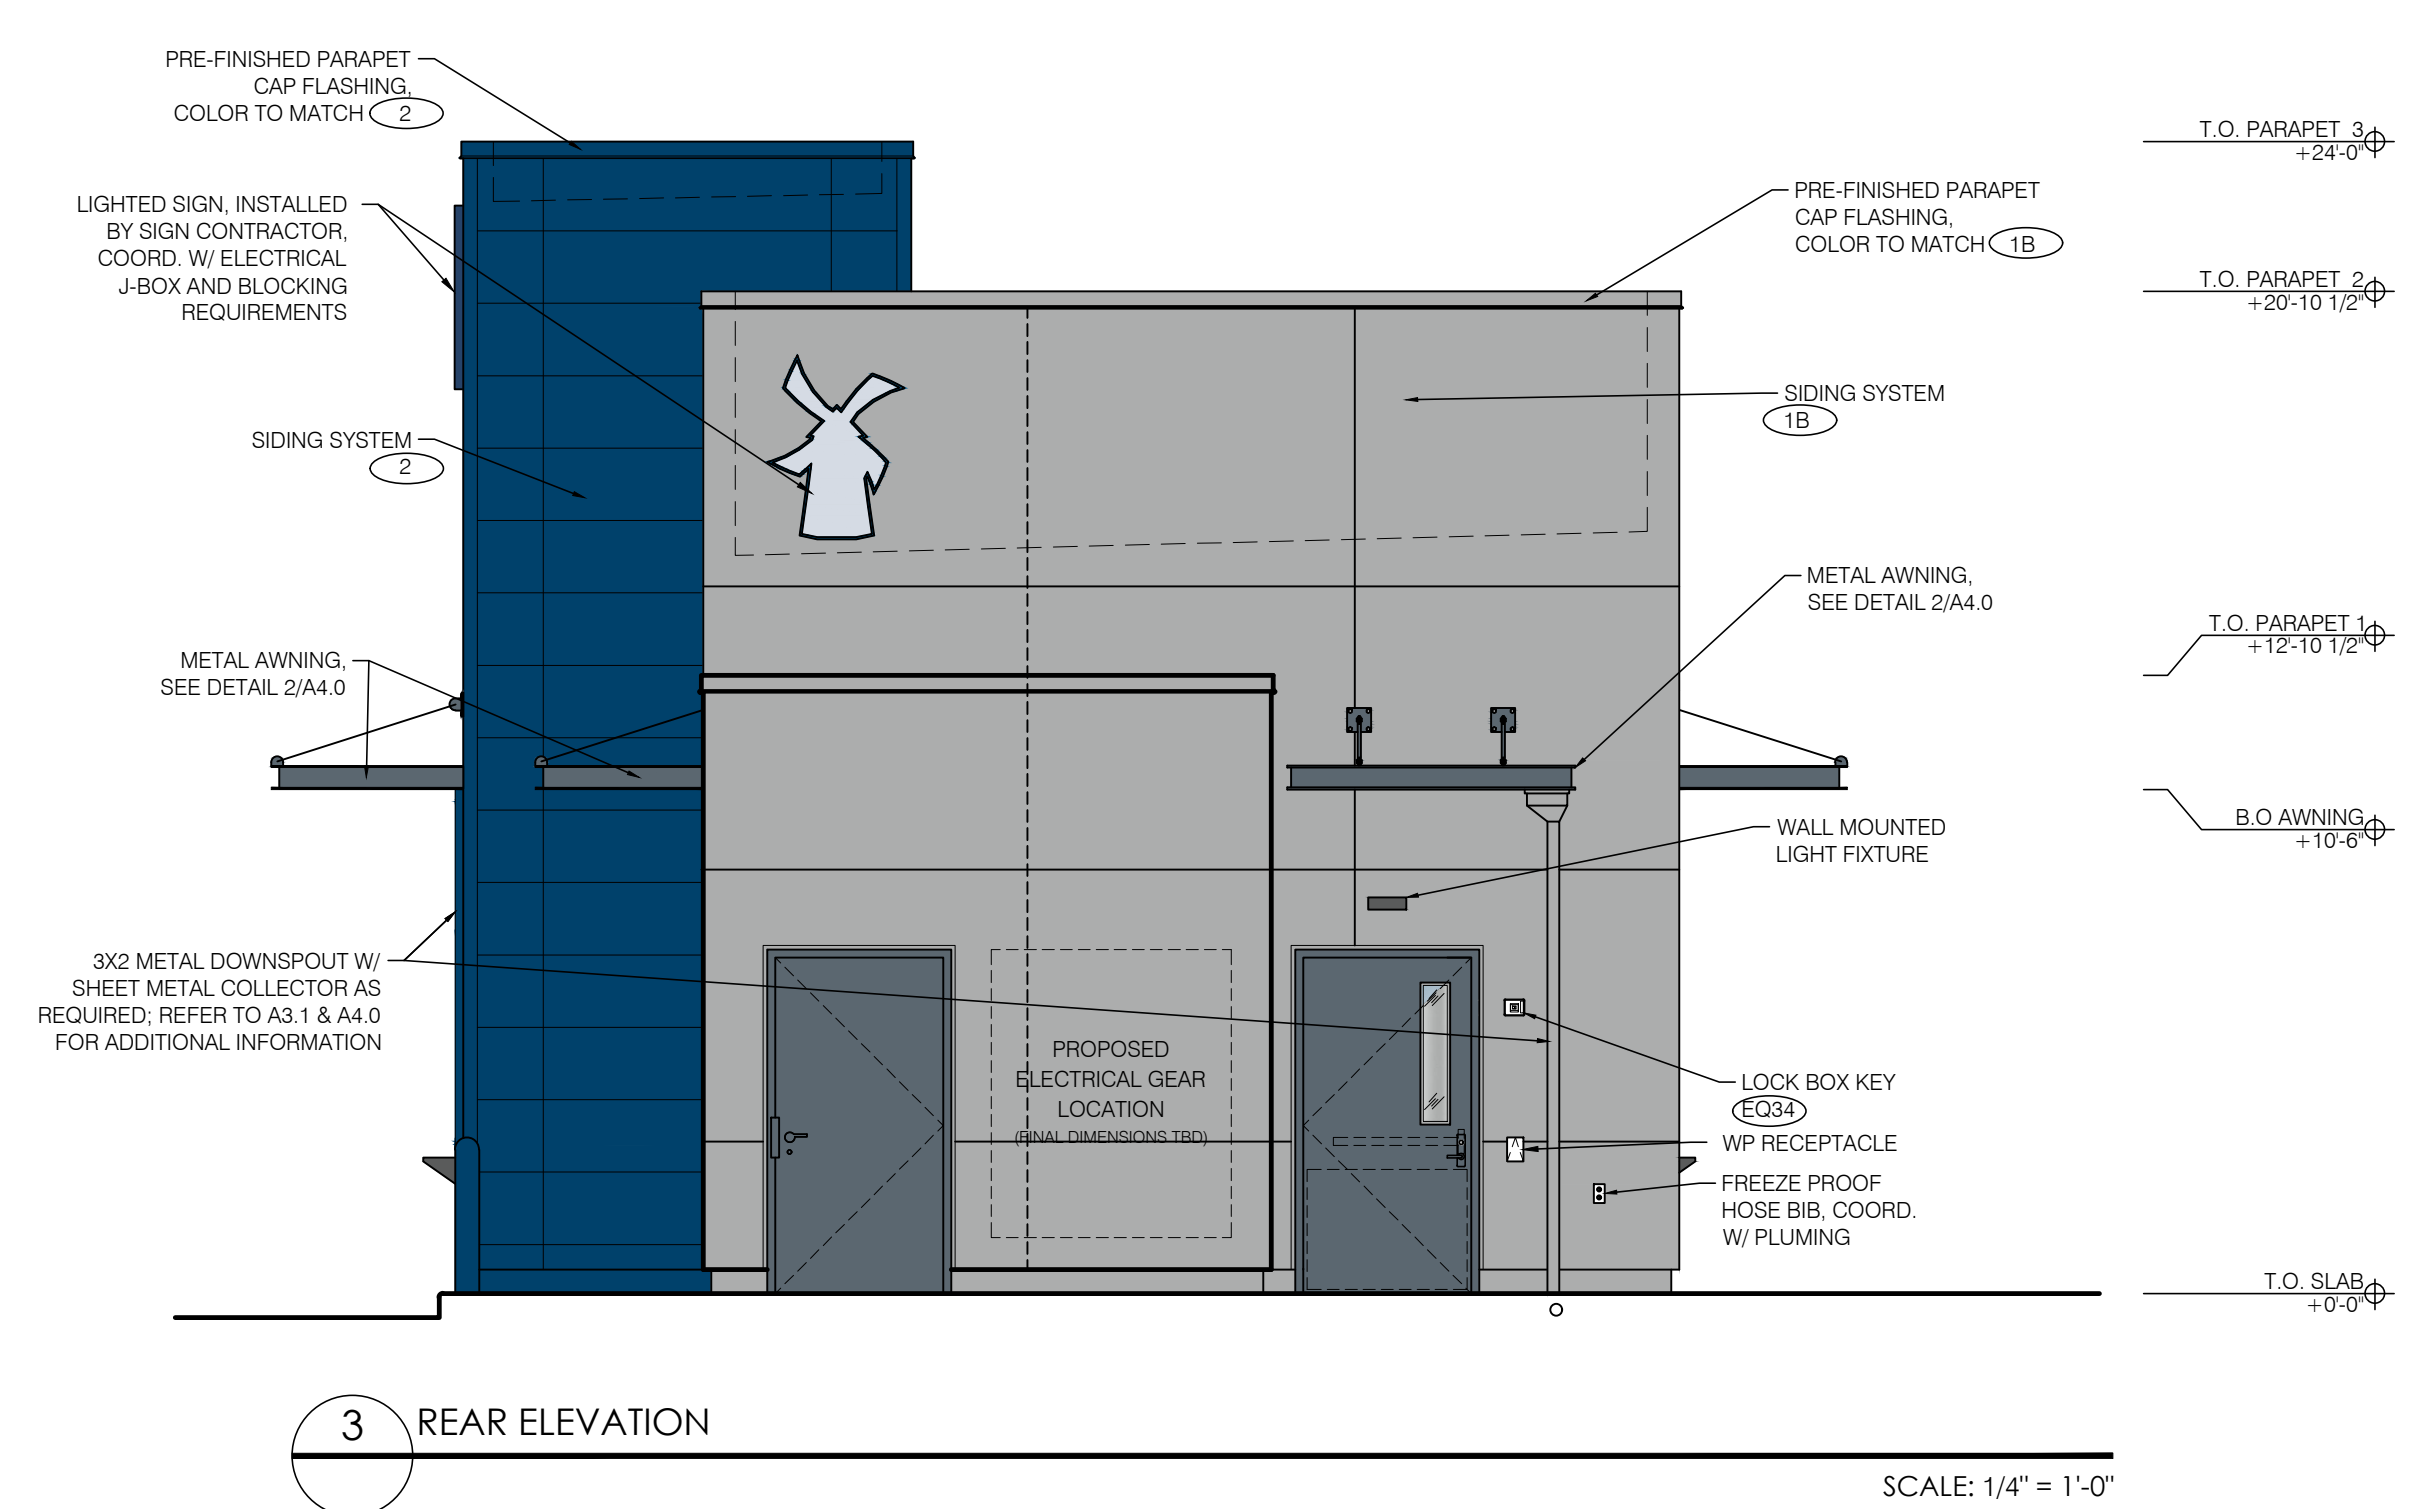 PRE-FINISHED PARAPET
CAP FLASHING,
COLOR TO MATCH 2
LIGHTED SIGN, INSTALLED
BY SIGN CONTRACTOR,
COORD. W/ ELECTRICAL
J-BOX AND BLOCKING
REQUIREMENTS
SIDING SYSTEM
2
METAL AWNING,
SEE DETAIL 2/A4.0
3X2 METAL DOWNSPOUT W/
SHEET METAL COLLECTOR AS
REQUIRED; REFER TO A3.1 & A4.0
FOR ADDITIONAL INFORMATION
PROPOSED
ELECTRICAL GEAR
LOCATION
(FINAL DIMENSIONS TBD)
PRE-FINISHED PARAPET
CAP FLASHING,
COLOR TO MATCH 1B
SIDING SYSTEM
1B
METAL AWNING,
SEE DETAIL 2/A4.0
WALL MOUNTED
LIGHT FIXTURE
LOCK BOX KEY
EQ34
WP RECEPTACLE
FREEZE PROOF
HOSE BIB, COORD.
W/ PLUMING
T.O. PARAPET 3
+24'-0"
T.O. PARAPET 2
+20'-10 1/2"
T.O. PARAPET 1
+12'-10 1/2"
B.O AWNING
+10'-6"
T.O. SLAB
+0'-0"
3 REAR ELEVATION
SCALE: 1/4" = 1'-0"